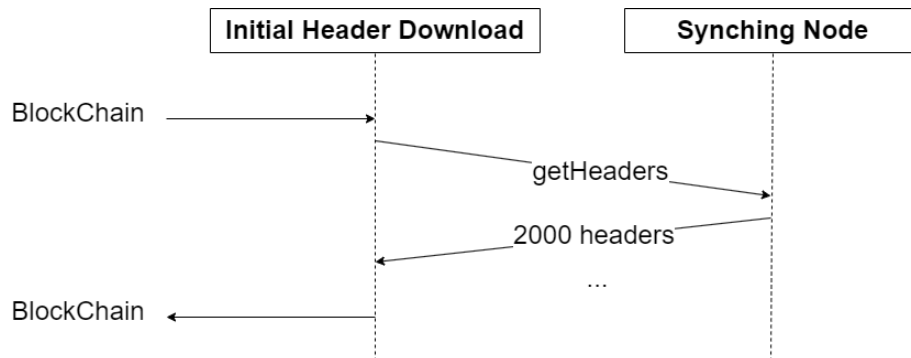 Initial Header Download
Synching Node
BlockChain
getHeaders
2000 headers
...
BlockChain